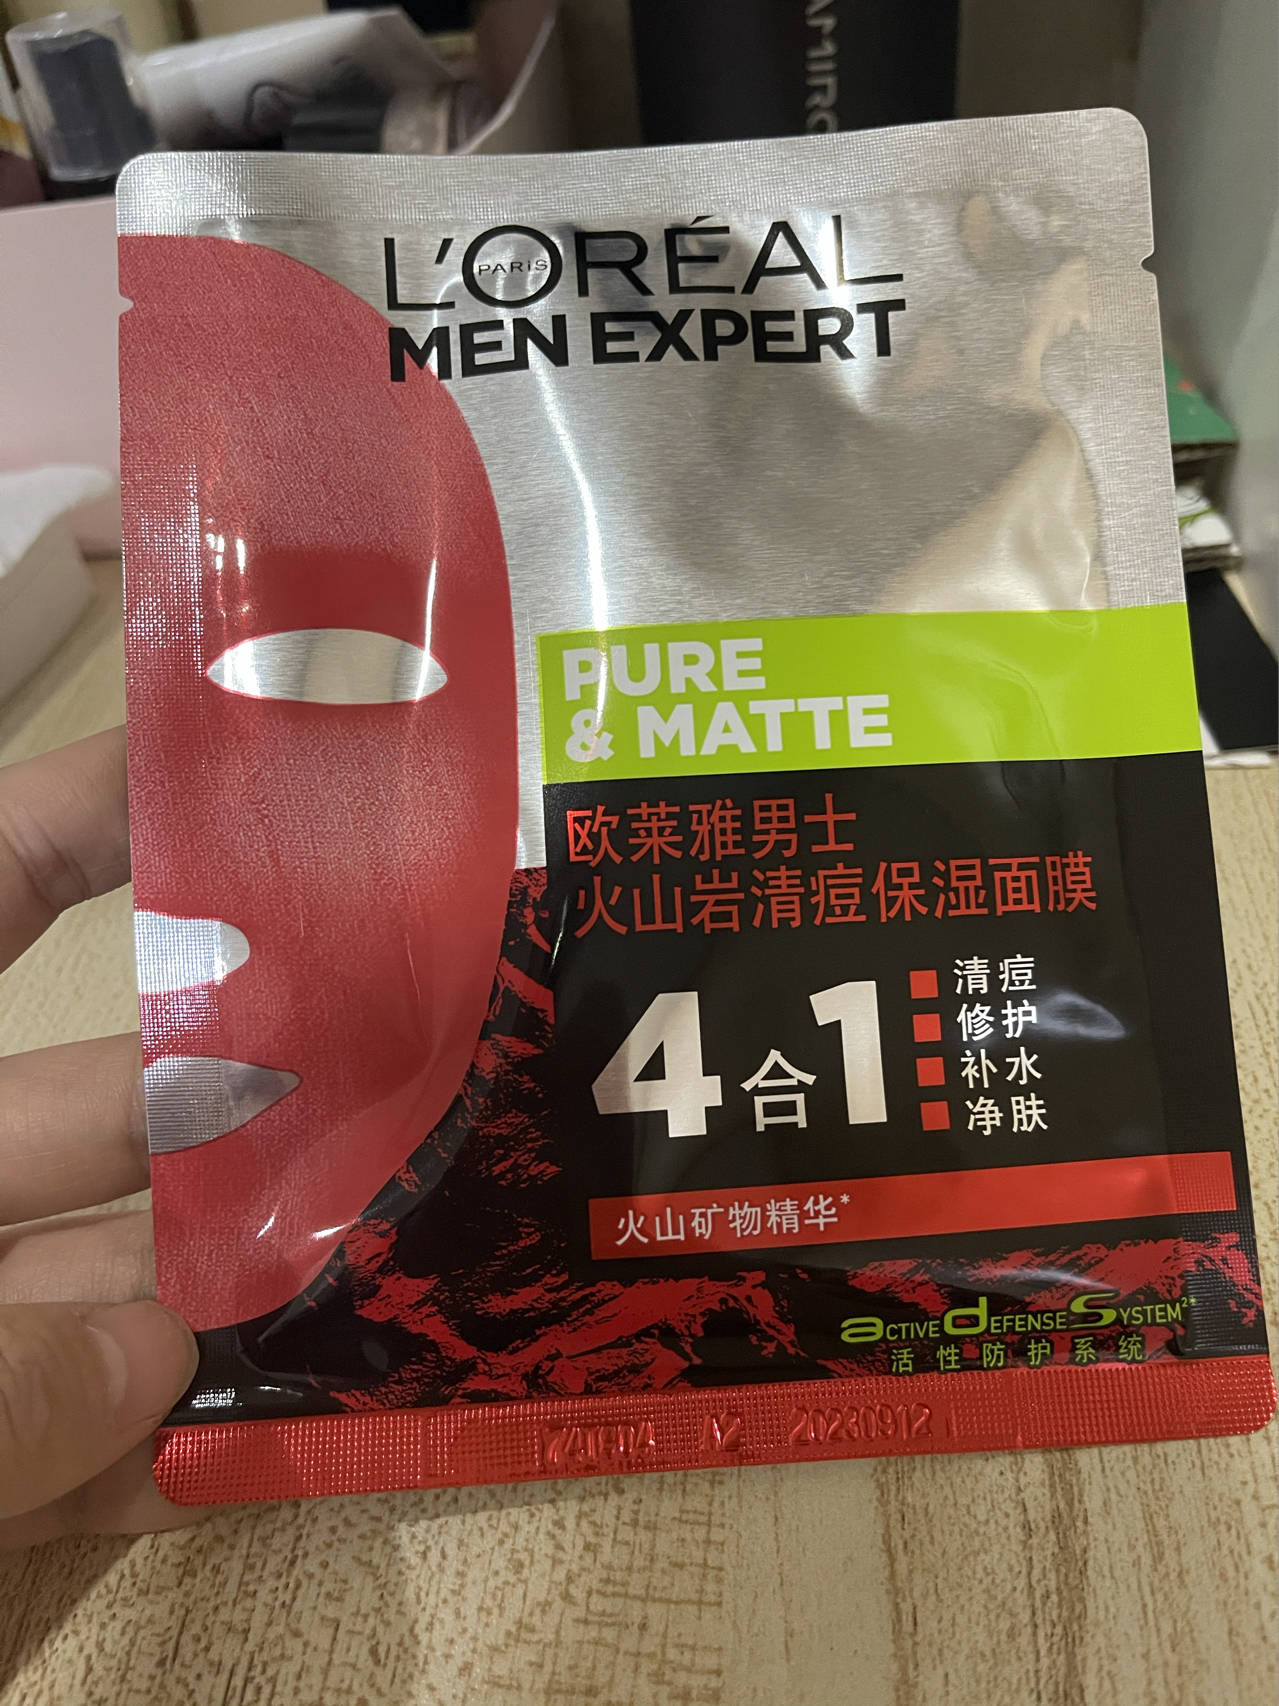 AMIRO
L'ORÉAL
PARIS
MEN EXPERT
PURE
& MATTE
欧莱雅男士
火山岩清痘保湿面膜
4合1
清痘
修护
补水
净肤
火山矿物精华*
ACTIVE DEFENSE SYSTEM²*
活性防护系统
20230912